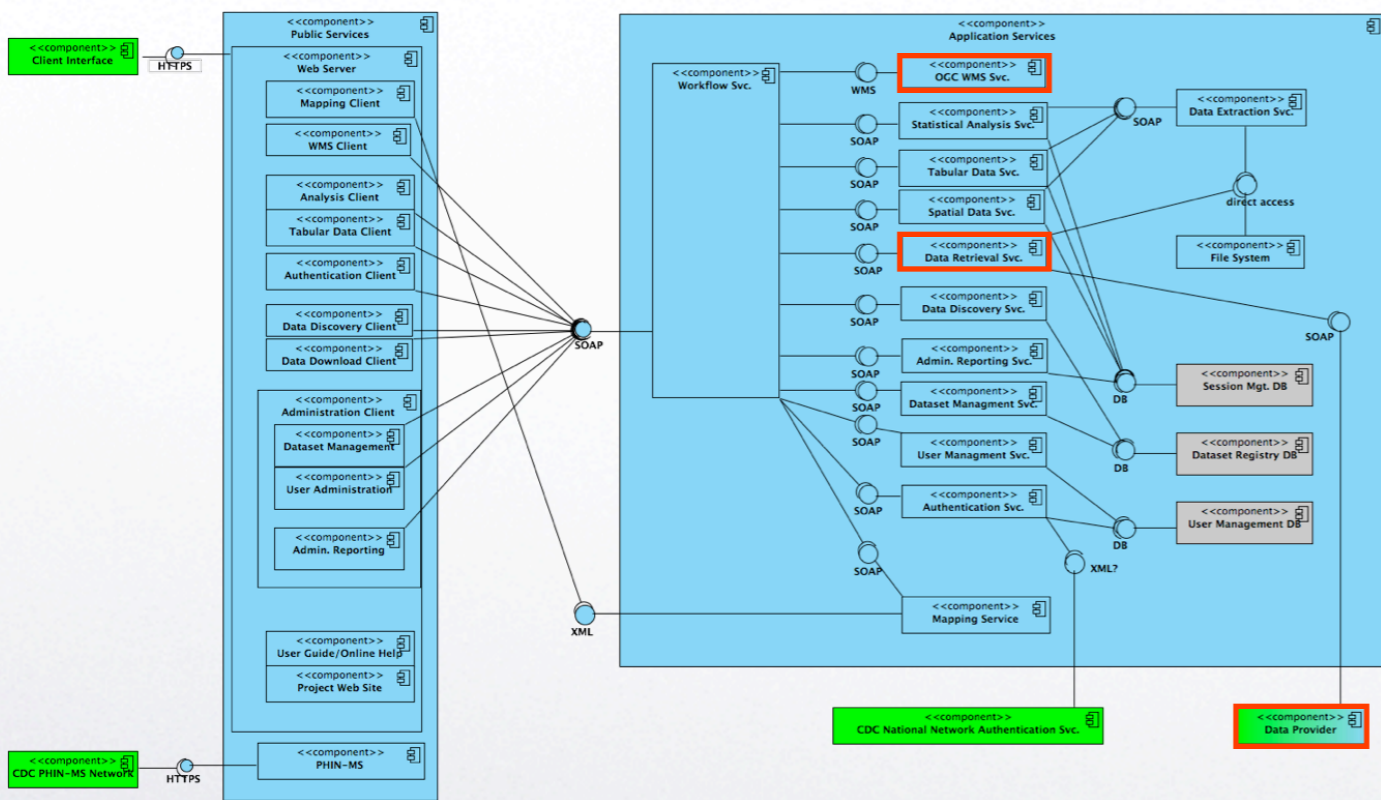 <<component>>
Client Interface
HTTPS
<<component>>
Public Services
<<component>>
Web Server
<<component>>
Mapping Client
<<component>>
WMS Client
<<component>>
Analysis Client
<<component>>
Tabular Data Client
<<component>>
Authentication Client
<<component>>
Data Discovery Client
<<component>>
Data Download Client
<<component>>
Administration Client
<<component>>
Dataset Management
<<component>>
User Administration
<<component>>
Admin. Reporting
<<component>>
User Guide/Online Help
<<component>>
Project Web Site
<<component>>
CDC PHIN-MS Network
HTTPS
<<component>>
PHIN-MS
SOAP
XML
<<component>>
Application Services
<<component>>
Workflow Svc.
WMS
<<component>>
OGC WMS Svc.
SOAP
<<component>>
Statistical Analysis Svc.
SOAP
<<component>>
Data Extraction Svc.
SOAP
<<component>>
Tabular Data Svc.
SOAP
<<component>>
Spatial Data Svc.
direct access
SOAP
<<component>>
Data Retrieval Svc.
<<component>>
File System
SOAP
<<component>>
Data Discovery Svc.
SOAP
SOAP
<<component>>
Admin. Reporting Svc.
DB
<<component>>
Session Mgt. DB
SOAP
<<component>>
Dataset Managment Svc.
SOAP
<<component>>
User Managment Svc.
DB
<<component>>
Dataset Registry DB
SOAP
<<component>>
Authentication Svc.
DB
<<component>>
User Management DB
SOAP
XML?
<<component>>
Mapping Service
<<component>>
CDC National Network Authentication Svc.
<<component>>
Data Provider